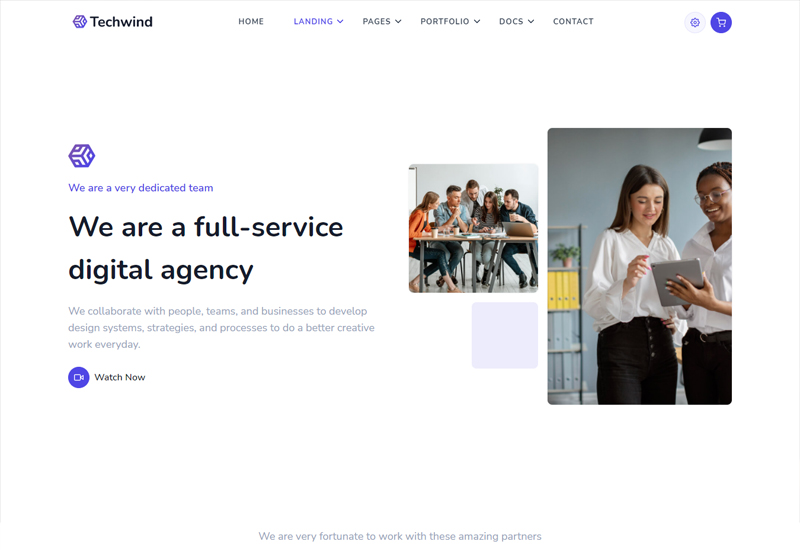 Techwind
HOME
LANDING
PAGES
PORTFOLIO
DOCS
CONTACT
We are a very dedicated team
We are a full-service
digital agency
We collaborate with people, teams, and businesses to develop
design systems, strategies, and processes to do a better creative
work everyday.
Watch Now
We are very fortunate to work with these amazing partners